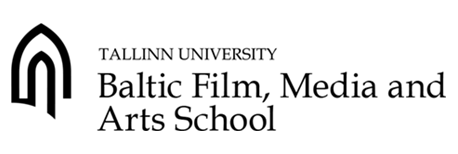 TALLINN UNIVERSITY
Baltic Film, Media and
Arts School